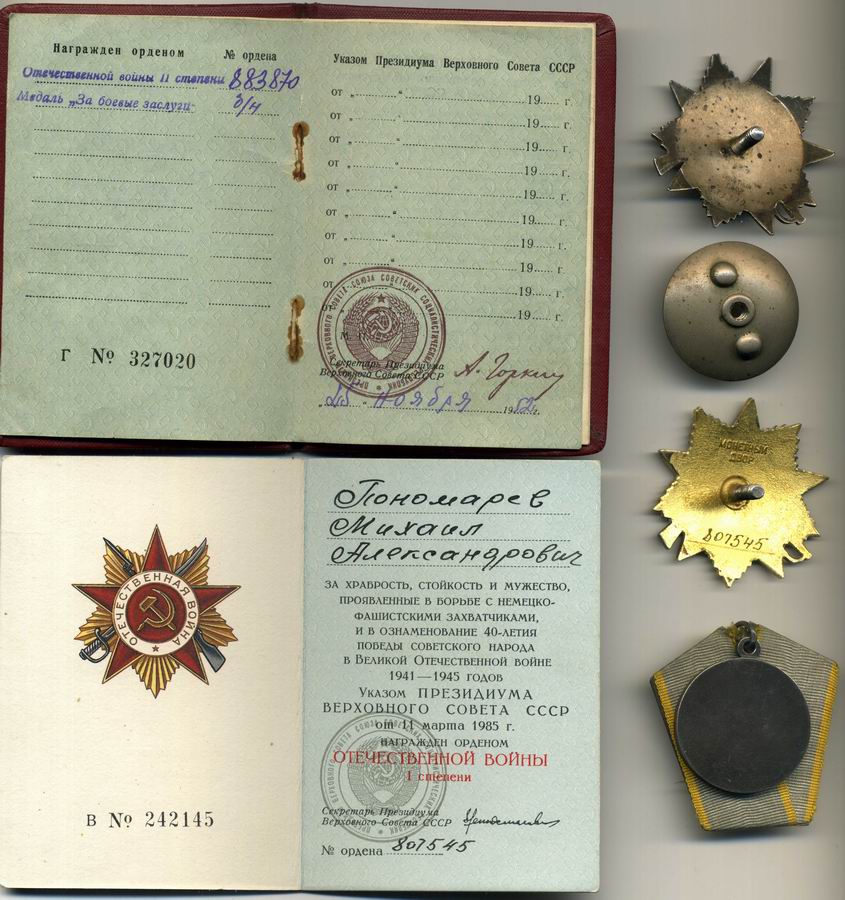 Награжден орденом № ордена
Отечественной войны II степени 883870
Медаль „За боевые заслуги б/н
Г № 327020
Указом Президиума Верховного Совета СССР
от „ “ 19 г.
от „ “ 19 г.
от „ “ 19 г.
от „ “ 19 г.
от „ “ 19 г.
от „ “ 19 г.
от „ “ 19 г.
от „ “ 19 г.
от „ “ 19 г.
от „ “ 19 г.
М. П.
Секретарь Президиума
Верховного Совета СССР А. Горкин
„25“ ноября 1952г.
МОНЕТНЫЙ
ДВОР
807545
ОТЕЧЕСТВЕННАЯ ВОЙНА
В № 242145
Пономарев
Михаил
Александрович
ЗА ХРАБРОСТЬ, СТОЙКОСТЬ И МУЖЕСТВО,
ПРОЯВЛЕННЫЕ В БОРЬБЕ С НЕМЕЦКО-
ФАШИСТСКИМИ ЗАХВАТЧИКАМИ,
И В ОЗНАМЕНОВАНИЕ 40-ЛЕТИЯ
ПОБЕДЫ СОВЕТСКОГО НАРОДА
В ВЕЛИКОЙ ОТЕЧЕСТВЕННОЙ ВОЙНЕ
1941—1945 ГОДОВ
УКАЗОМ ПРЕЗИДИУМА
ВЕРХОВНОГО СОВЕТА СССР
от 11 марта 1985 г.
НАГРАЖДЕН ОРДЕНОМ
ОТЕЧЕСТВЕННОЙ ВОЙНЫ
I степени
Секретарь Президиума
Верховного Совета СССР
№ ордена 807545